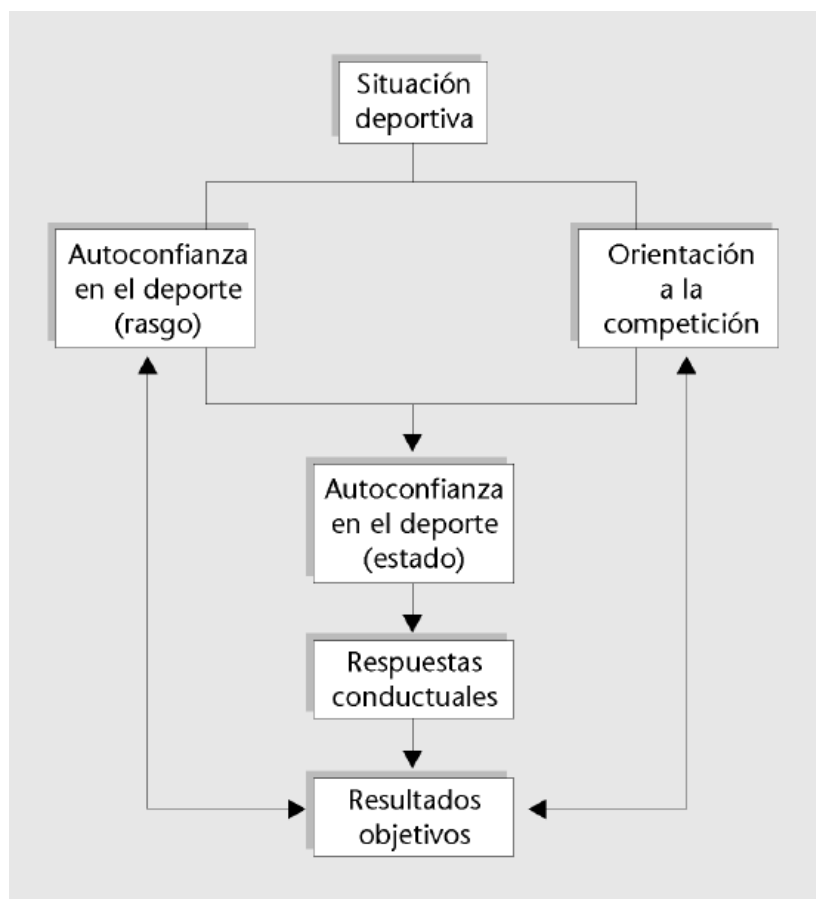 Situación
deportiva
Autoconfianza
en el deporte
(rasgo)
Orientación
a la
competición
Autoconfianza
en el deporte
(estado)
Respuestas
conductuales
Resultados
objetivos